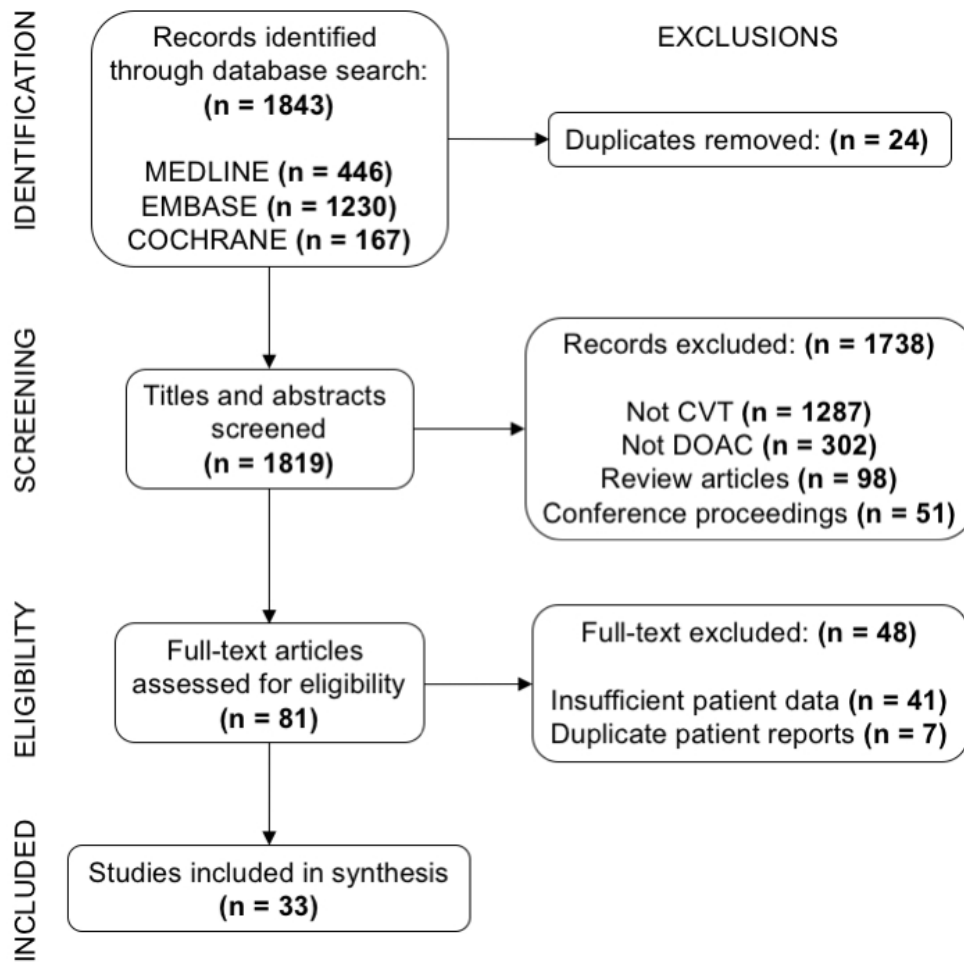 IDENTIFICATION
Records identified
through database search:
(n = 1843)
MEDLINE (n = 446)
EMBASE (n = 1230)
COCHRANE (n = 167)
EXCLUSIONS
Duplicates removed: (n = 24)
SCREENING
Titles and abstracts
screened
(n = 1819)
Records excluded: (n = 1738)
Not CVT (n = 1287)
Not DOAC (n = 302)
Review articles (n = 98)
Conference proceedings (n = 51)
ELIGIBILITY
Full-text articles
assessed for eligibility
(n = 81)
Full-text excluded: (n = 48)
Insufficient patient data (n = 41)
Duplicate patient reports (n = 7)
INCLUDED
Studies included in synthesis
(n = 33)